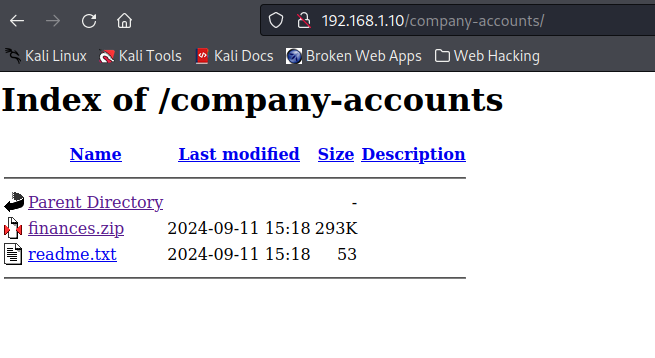 192.168.1.10/company-accounts/
Kali Linux Kali Tools Kali Docs Broken Web Apps Web Hacking
Index of /company-accounts
Name Last modified Size Description
Parent Directory -
finances.zip 2024-09-11 15:18 293K
readme.txt 2024-09-11 15:18 53